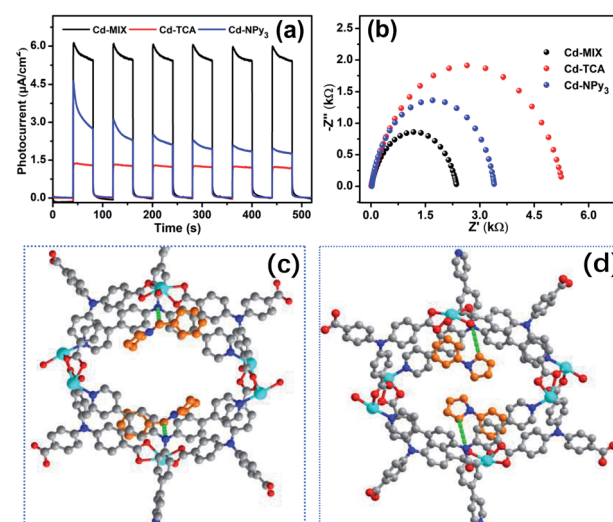 (a)
Cd-MIX Cd-TCA Cd-NPy₃
Photocurrent (μA/cm²)
6.0
4.5
3.0
1.5
0.0
0 100 200 300 400 500
Time (s)
(b)
Cd-MIX
Cd-TCA
Cd-NPy₃
-Z'' (kΩ)
2.5
2.0
1.5
1.0
0.5
0.0
0.0 1.5 3.0 4.5 6.0
Z' (kΩ)
(c)
(d)